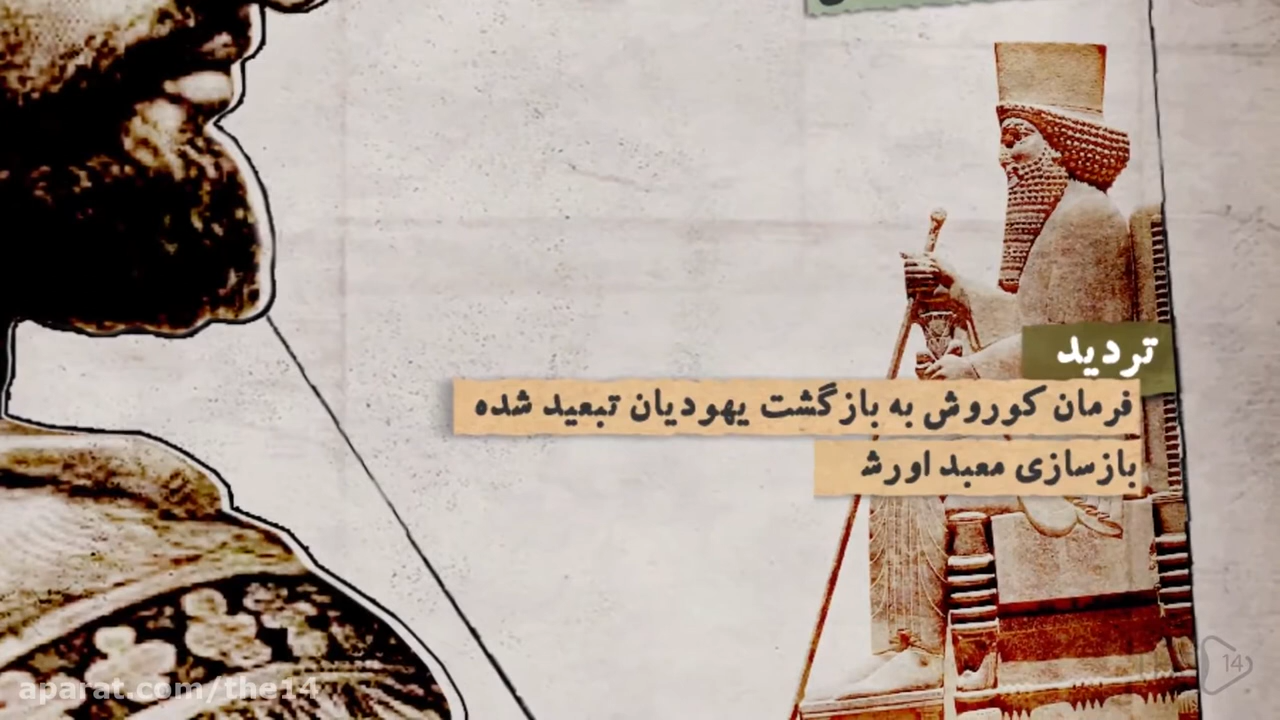 تردید
فرمان کوروش به بازگشت یهودیان تبعید شده
بازسازی معبد اورش
aparat.com/the14
14